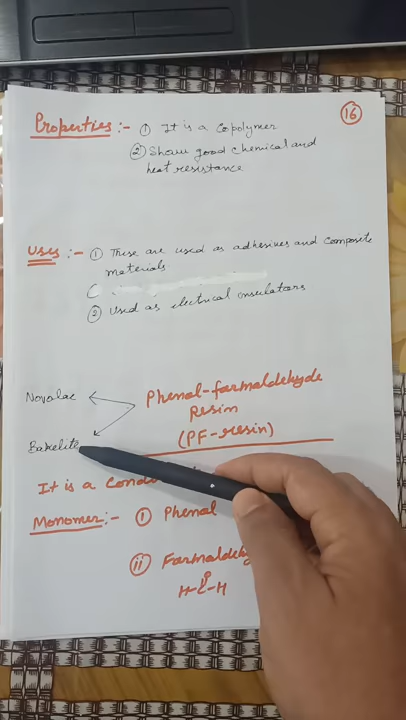 16
Properties :- ① It is a copolymer
② Show good chemical and
heat resistance
Uses :- ① These are used as adhesives and composite
materials.
② Used as electrical insulators
Novolac
Phenol-formaldehyde
Resin
(PF-resin)
Bakelite
It is a Cond
Monomer :- ① Phenol
ⅱ Formaldehy
O
H-C-H